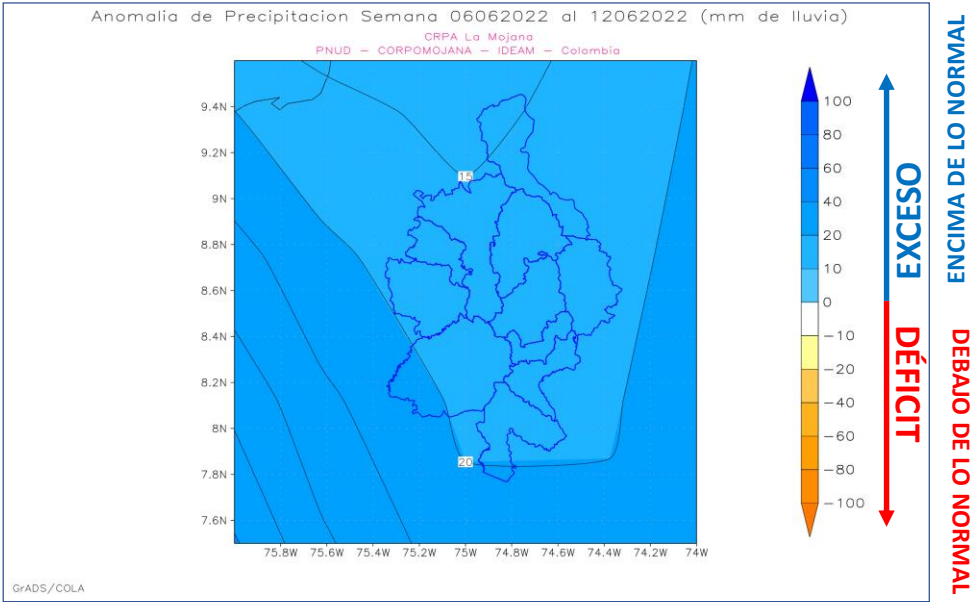 Anomalia de Precipitacion Semana 06062022 al 12062022 (mm de lluvia)
CRPA La Mojana
PNUD — CORPOMOJANA — IDEAM — Colombia
9.4N
9.2N
9N
8.8N
8.6N
8.4N
8.2N
8N
7.8N
7.6N
15
20
75.8W
75.6W
75.4W
75.2W
75W
74.8W
74.6W
74.4W
74.2W
74W
100
80
60
40
20
10
0
−10
−20
−40
−60
−80
−100
EXCESO
DÉFICIT
ENCIMA DE LO NORMAL
DEBAJO DE LO NORMAL
GrADS/COLA